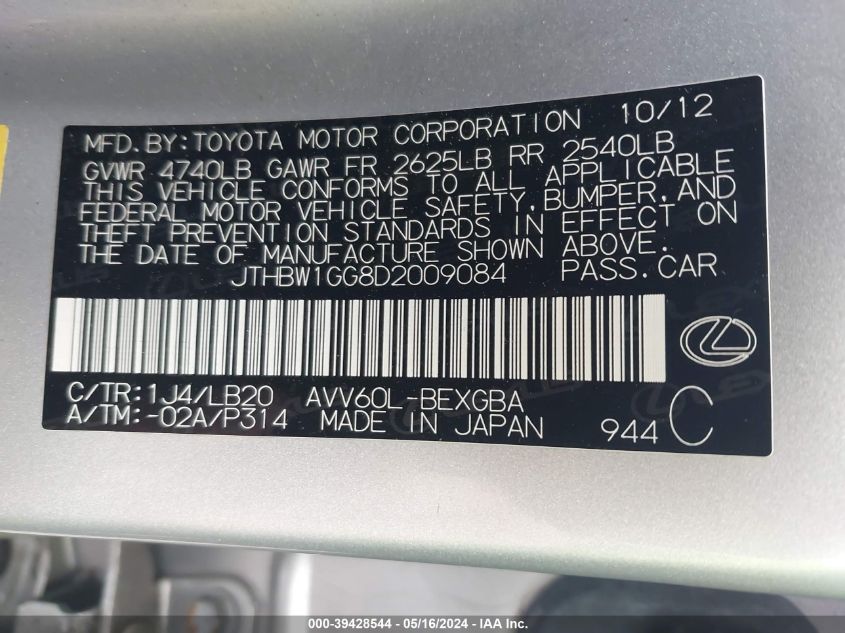 MFD.BY:TOYOTA MOTOR CORPORATION 10/12
GVWR 4740LB GAWR FR 2625LB RR 2540LB
THIS VEHICLE CONFORMS TO ALL APPLICABLE
FEDERAL MOTOR VEHICLE SAFETY,BUMPER,AND
THEFT PREVENTION STANDARDS IN EFFECT ON
THE DATE OF MANUFACTURE SHOWN ABOVE.
JTHBW1GG8D2009084 PASS.CAR
C/TR:1J4/LB20 AVV60L-BEXGBA
A/TM:-02A/P314 MADE IN JAPAN 944 C
000-39428544 - 05/16/2024 - IAA Inc.